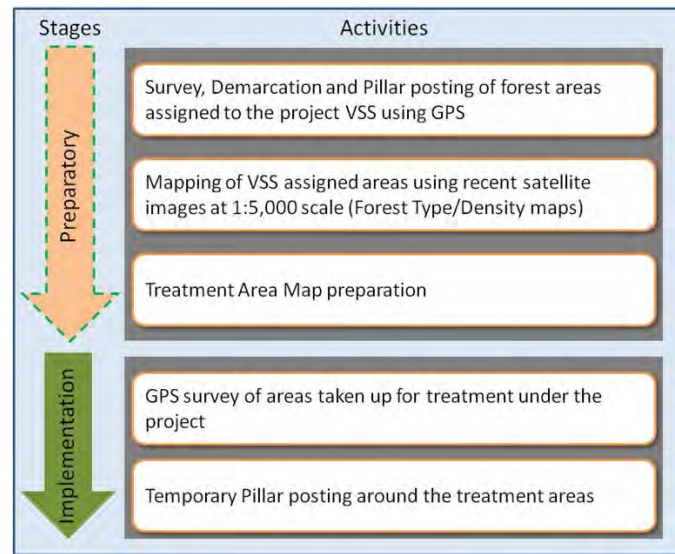 Stages
Activities
Preparatory
Survey, Demarcation and Pillar posting of forest areas
assigned to the project VSS using GPS
Mapping of VSS assigned areas using recent satellite
images at 1:5,000 scale (Forest Type/Density maps)
Treatment Area Map preparation
Implementation
GPS survey of areas taken up for treatment under the
project
Temporary Pillar posting around the treatment areas